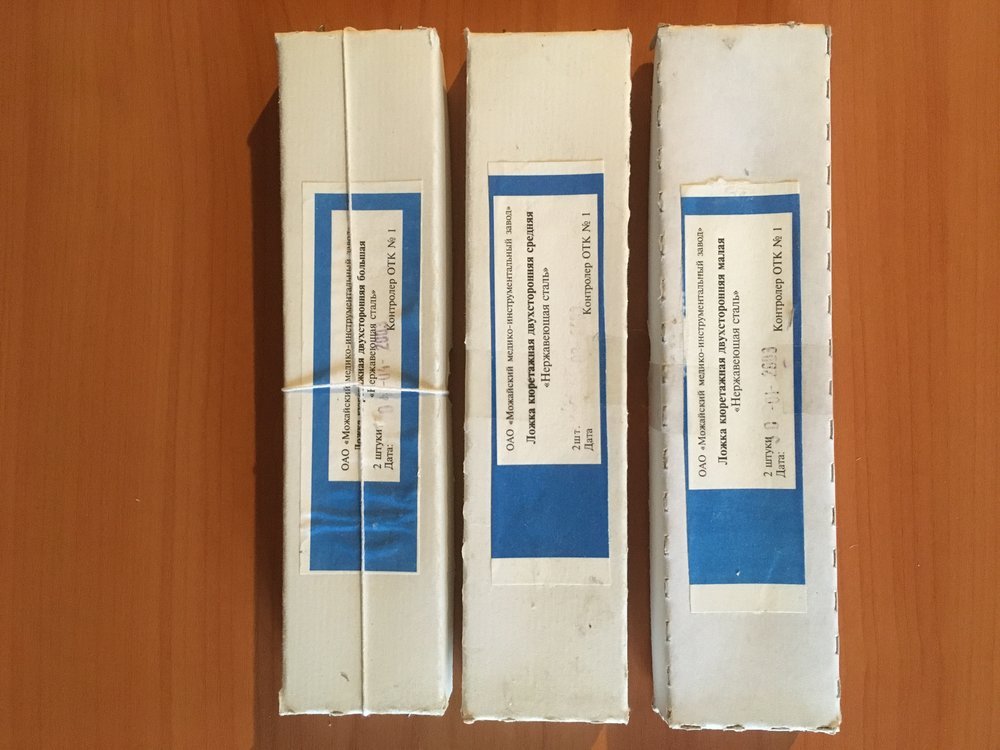 ОАО «Можайский медико-инструментальный завод»
двухсторонняя большая
«Нержавеющая сталь»
2 штуки
Дата:
Контролер ОТК № 1
ОАО «Можайский медико-инструментальный завод»
Ложка кюретажная двухсторонняя средняя
«Нержавеющая сталь»
2шт.
Дата Контролер ОТК № 1
ОАО «Можайский медико-инструментальный завод»
Ложка кюретажная двухсторонняя малая
«Нержавеющая сталь»
2 штуки
Дата: -01- 2003 Контролер ОТК № 1